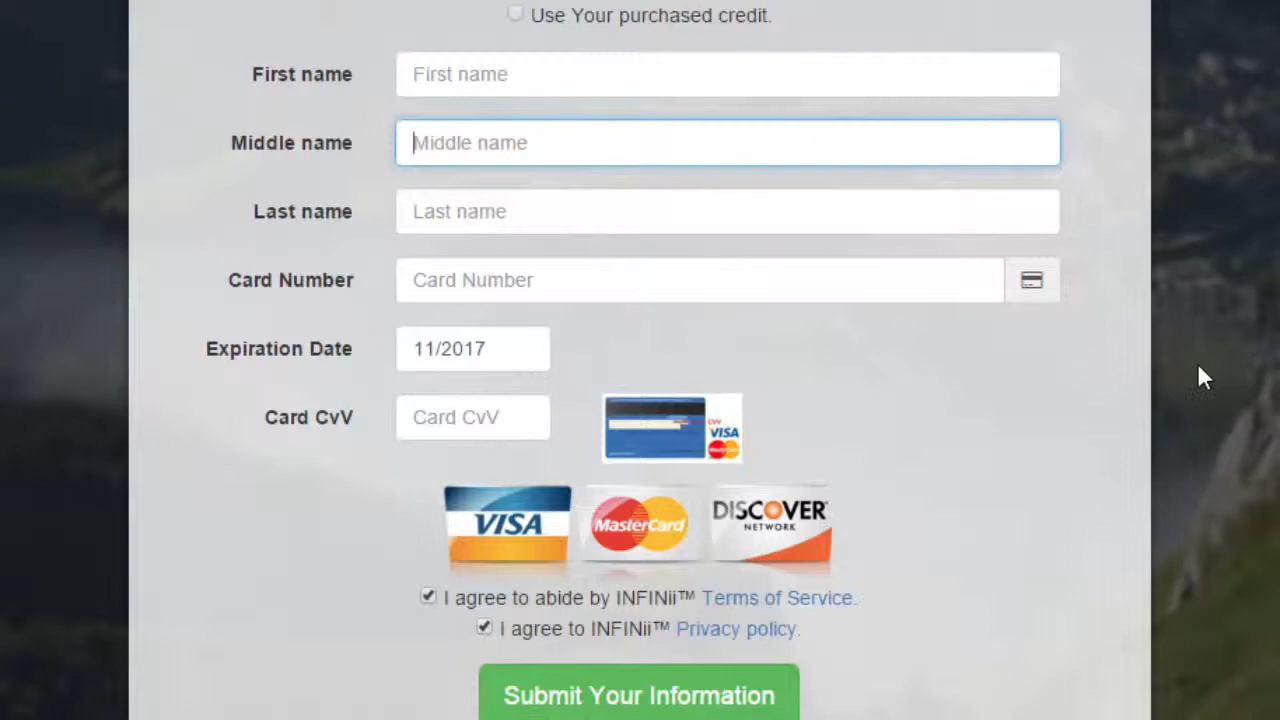 Use Your purchased credit.
First name First name
Middle name Middle name
Last name Last name
Card Number Card Number
Expiration Date 11/2017
Card CvV Card CvV
CVV
VISA
MasterCard
VISA MasterCard DISCOVER
NETWORK
I agree to abide by INFINii™ Terms of Service.
I agree to INFINii™ Privacy policy.
Submit Your Information